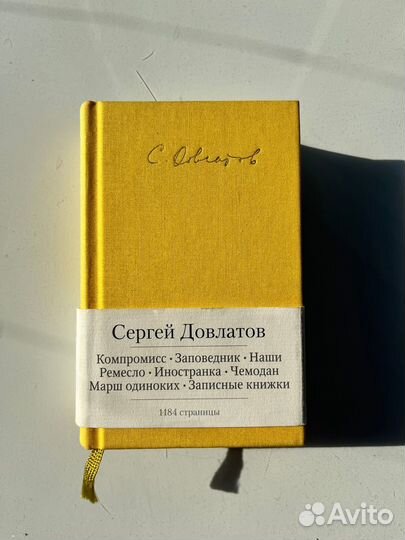 С. Довлатов
Сергей Довлатов
Компромисс · Заповедник · Наши
Ремесло · Иностранка · Чемодан
Марш одиноких · Записные книжки
1184 страницы
Avito